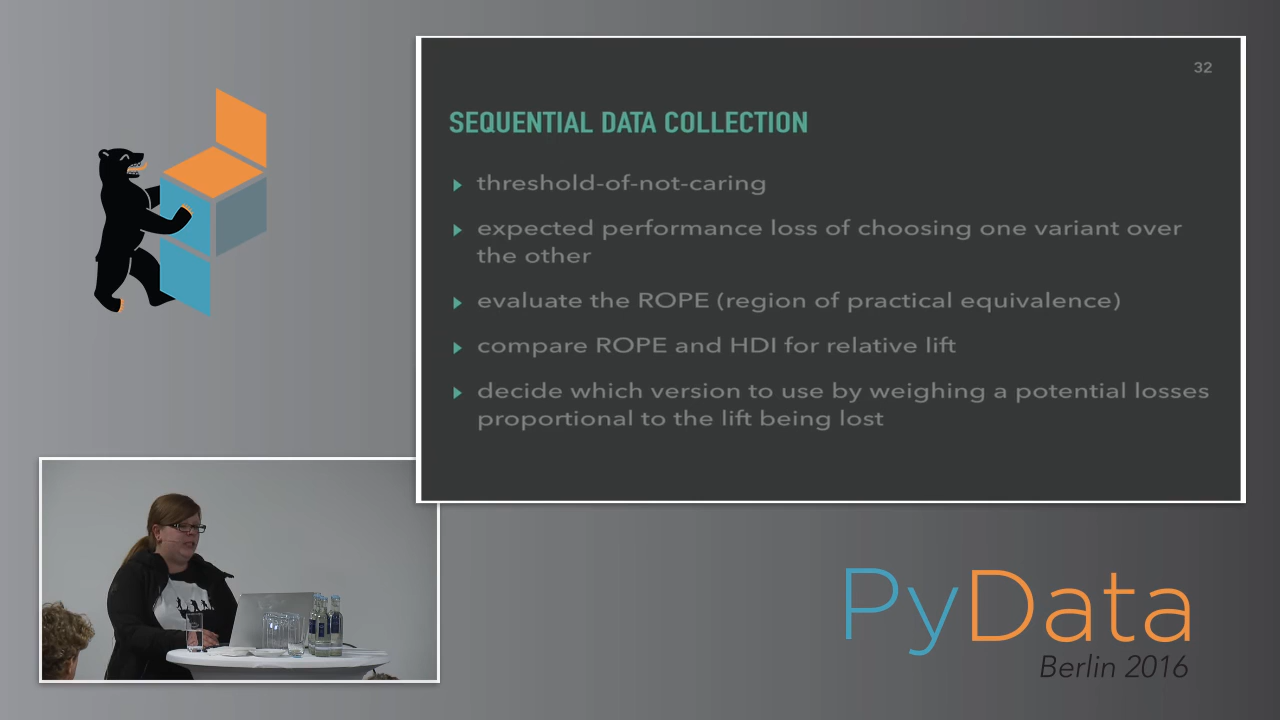 32
SEQUENTIAL DATA COLLECTION
threshold-of-not-caring
expected performance loss of choosing one variant over
the other
evaluate the ROPE (region of practical equivalence)
compare ROPE and HDI for relative lift
decide which version to use by weighing a potential losses
proportional to the lift being lost
PyData
Berlin 2016